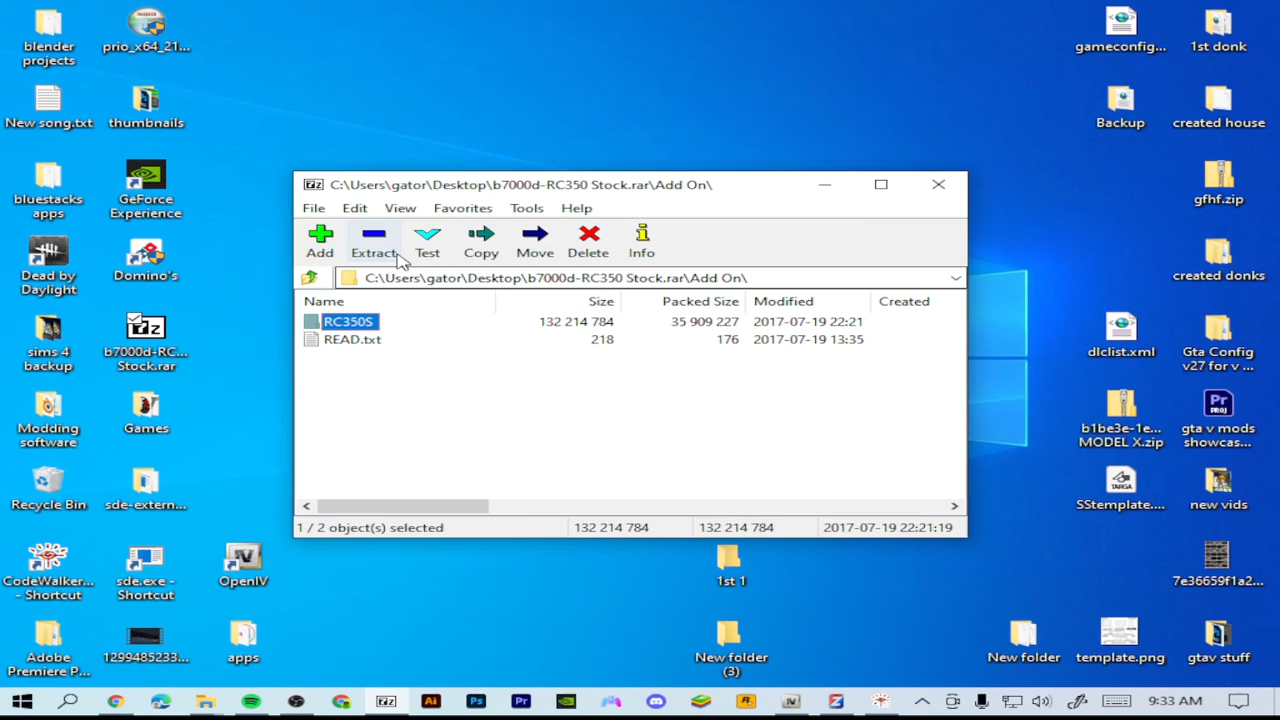 blender
projects
prio_x64_21...
New song.txt
thumbnails
bluestacks
apps
GeForce
Experience
Dead by
Daylight
Domino's
sims 4
backup
b7000d-RC...
Stock.rar
Modding
software
Games
Recycle Bin
sde-extern...
CodeWalker...
- Shortcut
sde.exe -
Shortcut
OpenIV
Adobe
Premiere P...
1299485233...
apps
C:\Users\gator\Desktop\b7000d-RC350 Stock.rar\Add On\
File Edit View Favorites Tools Help
Add Extract Test Copy Move Delete Info
C:\Users\gator\Desktop\b7000d-RC350 Stock.rar\Add On\
Name Size Packed Size Modified Created
RC350S 132 214 784 35 909 227 2017-07-19 22:21
READ.txt 218 176 2017-07-19 13:35
1 / 2 object(s) selected 132 214 784 132 214 784 2017-07-19 22:21:19
1st 1
New folder
(3)
gameconfig...
1st donk
Backup
created house
gfhf.zip
created donks
dlclist.xml
Gta Config
v27 for v ...
b1be3e-1e...
MODEL X.zip
gta v mods
showcas...
SStemplate....
new vids
7e36659f1a2...
New folder
template.png
gtav stuff
9:33 AM